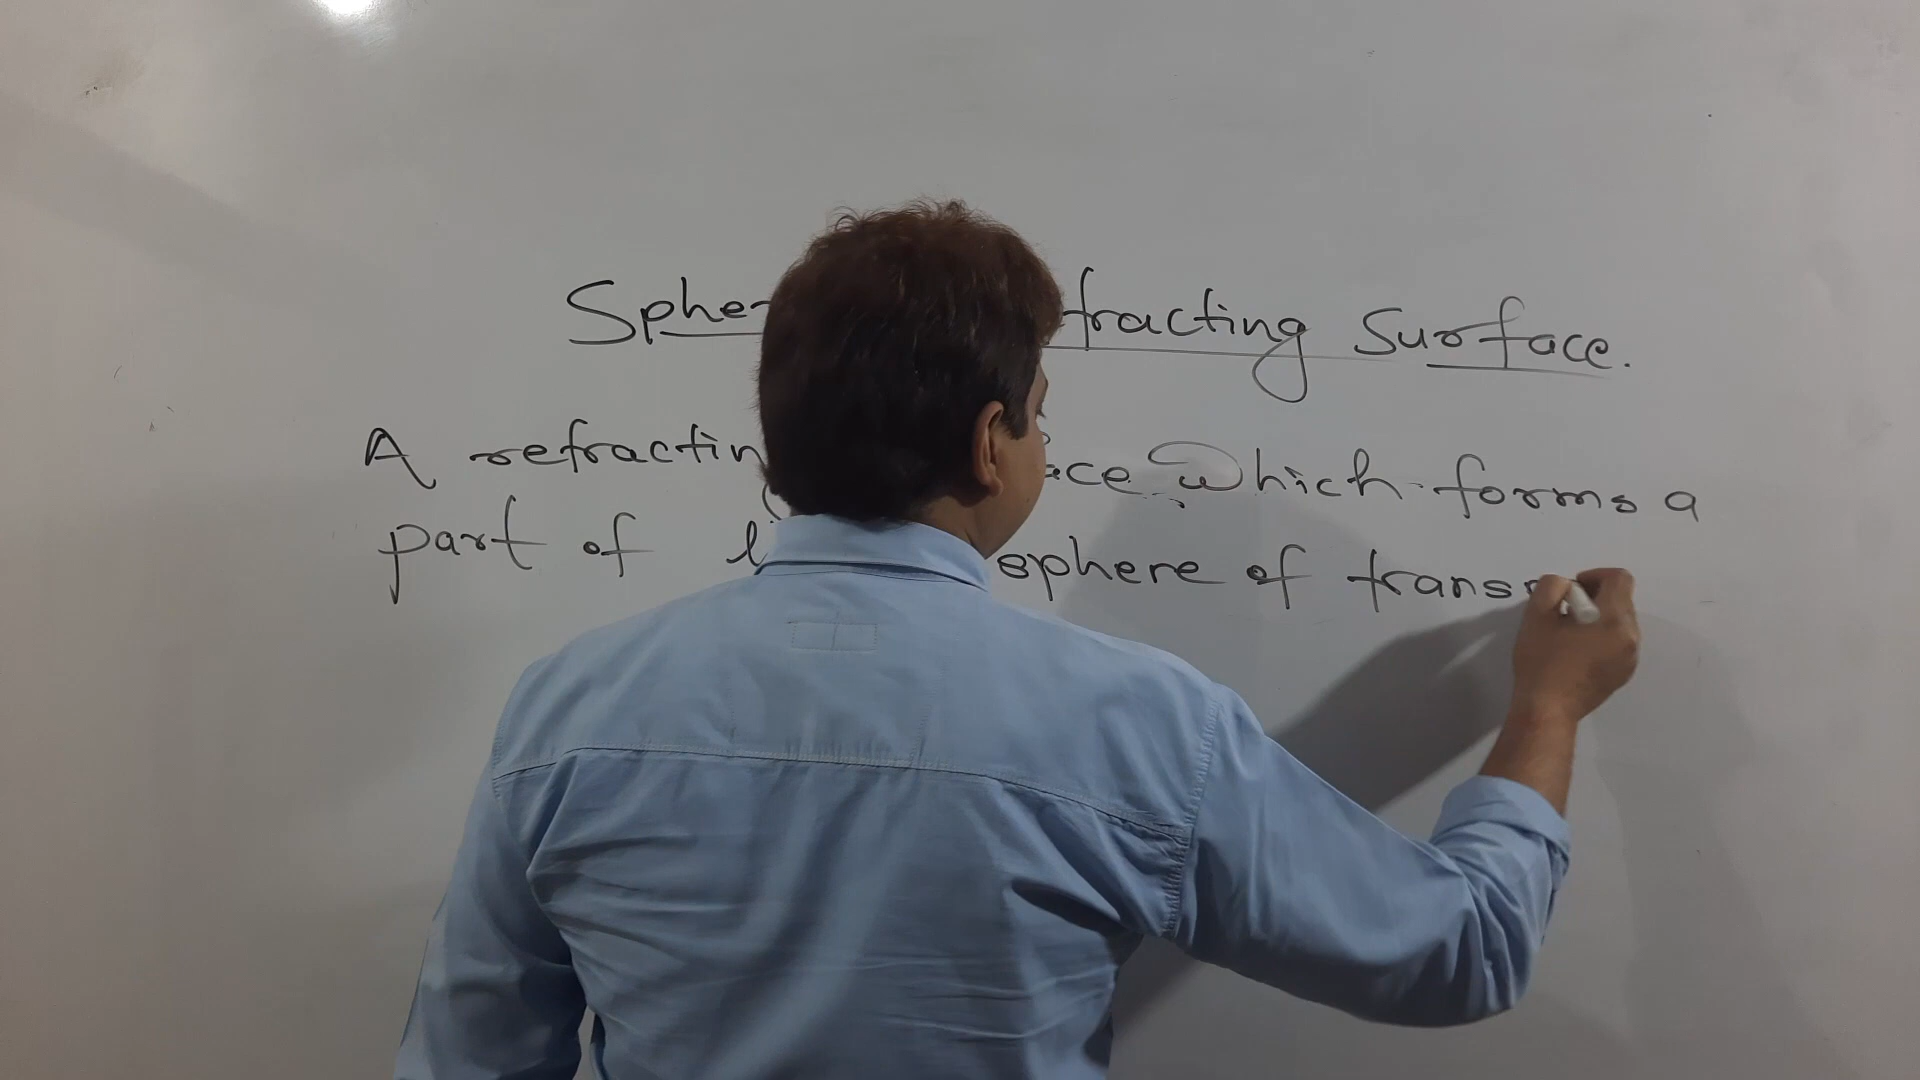 Sphe fracting Surface.
A refractin ace which forms a
part of sphere of trans